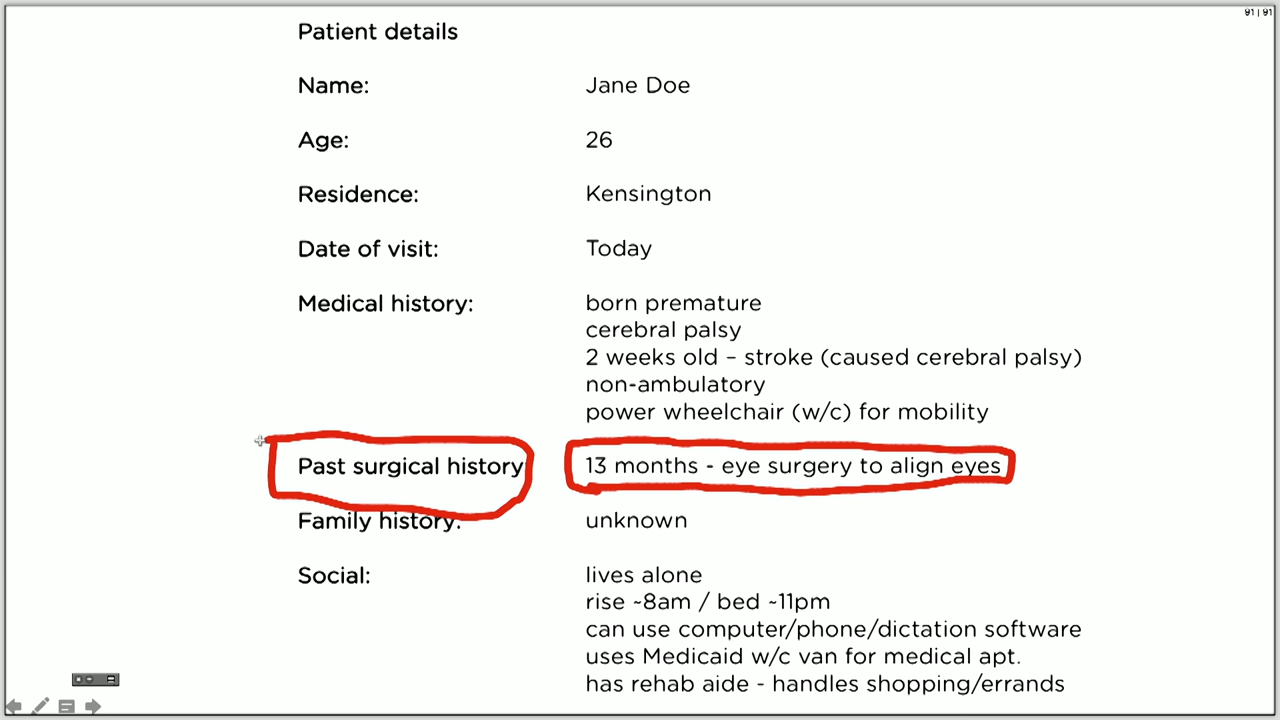 91 | 91
Patient details
Name: Jane Doe
Age: 26
Residence: Kensington
Date of visit: Today
Medical history: born premature
cerebral palsy
2 weeks old – stroke (caused cerebral palsy)
non-ambulatory
power wheelchair (w/c) for mobility
Past surgical history 13 months - eye surgery to align eyes
Family history: unknown
Social: lives alone
rise ~8am / bed ~11pm
can use computer/phone/dictation software
uses Medicaid w/c van for medical apt.
has rehab aide - handles shopping/errands